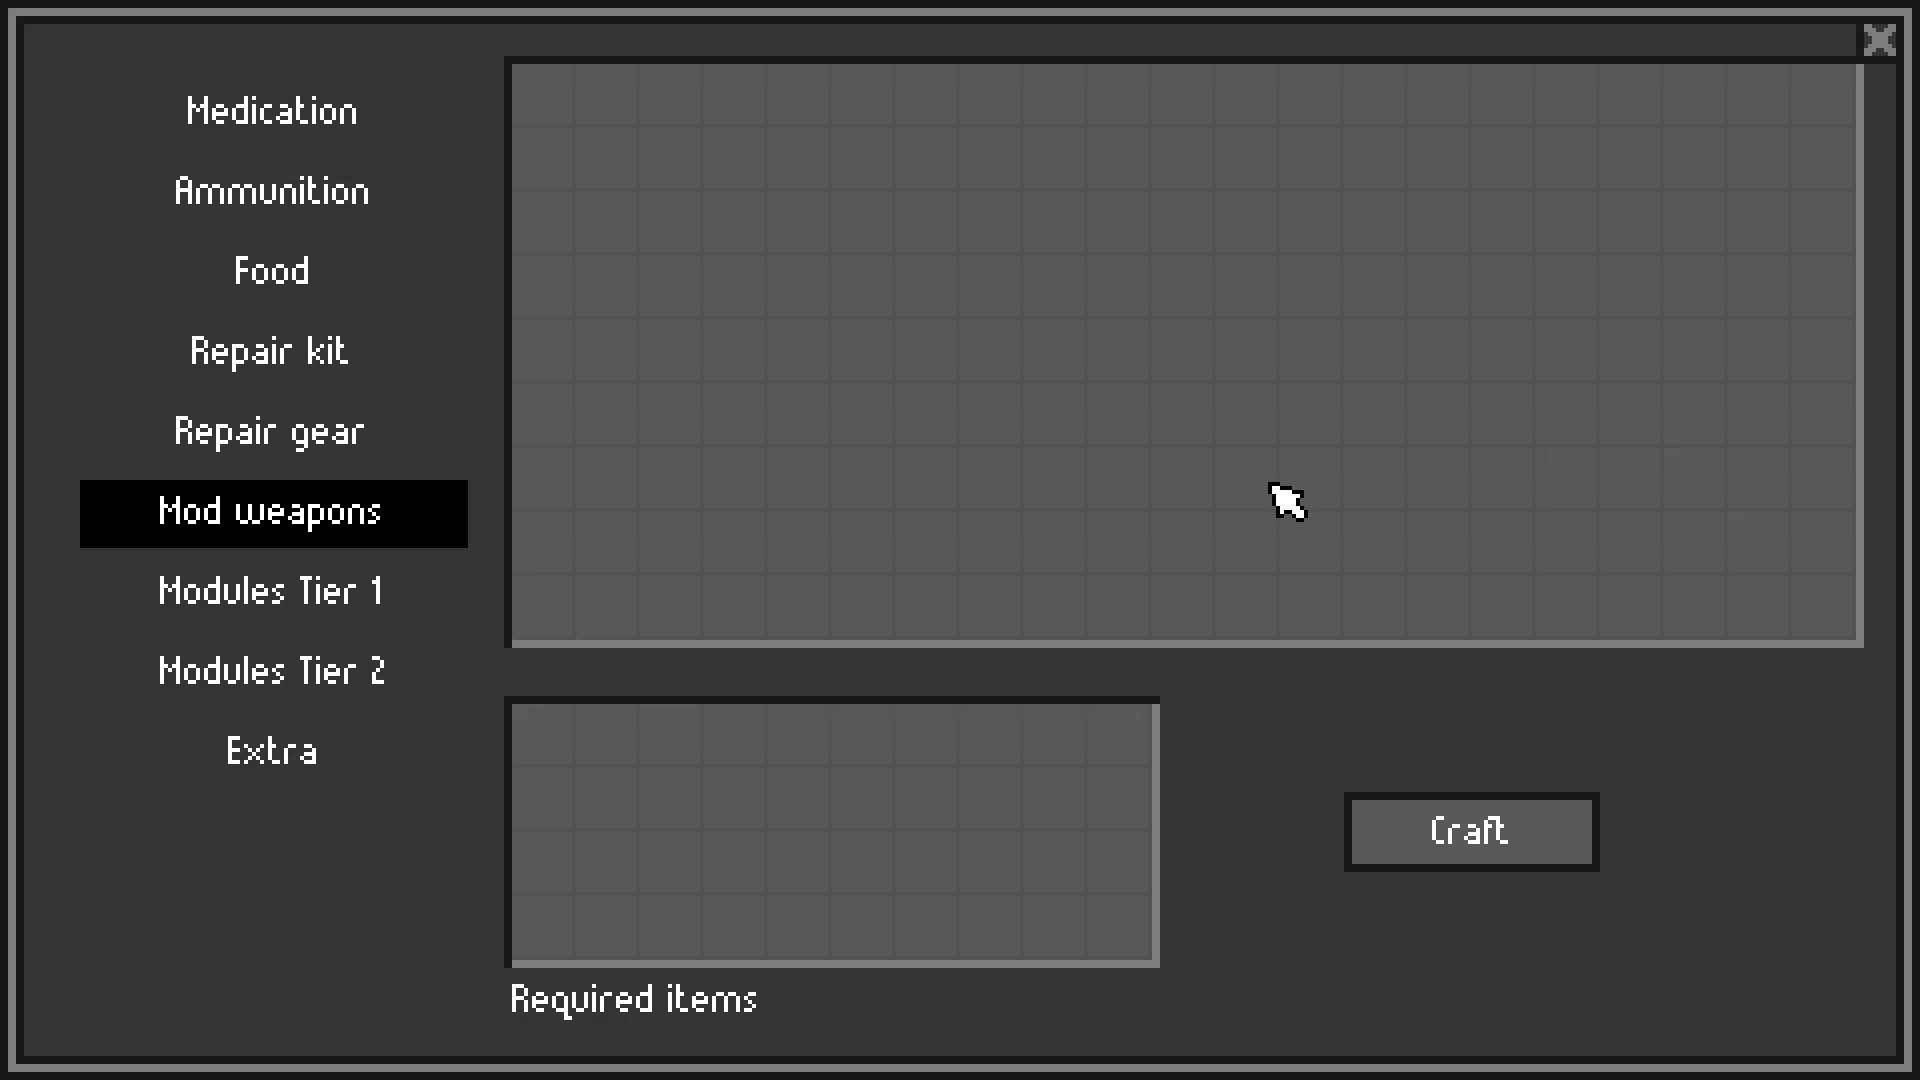 Medication
Ammunition
Food
Repair kit
Repair gear
Mod weapons
Modules Tier 1
Modules Tier 2
Extra
Craft
Required items